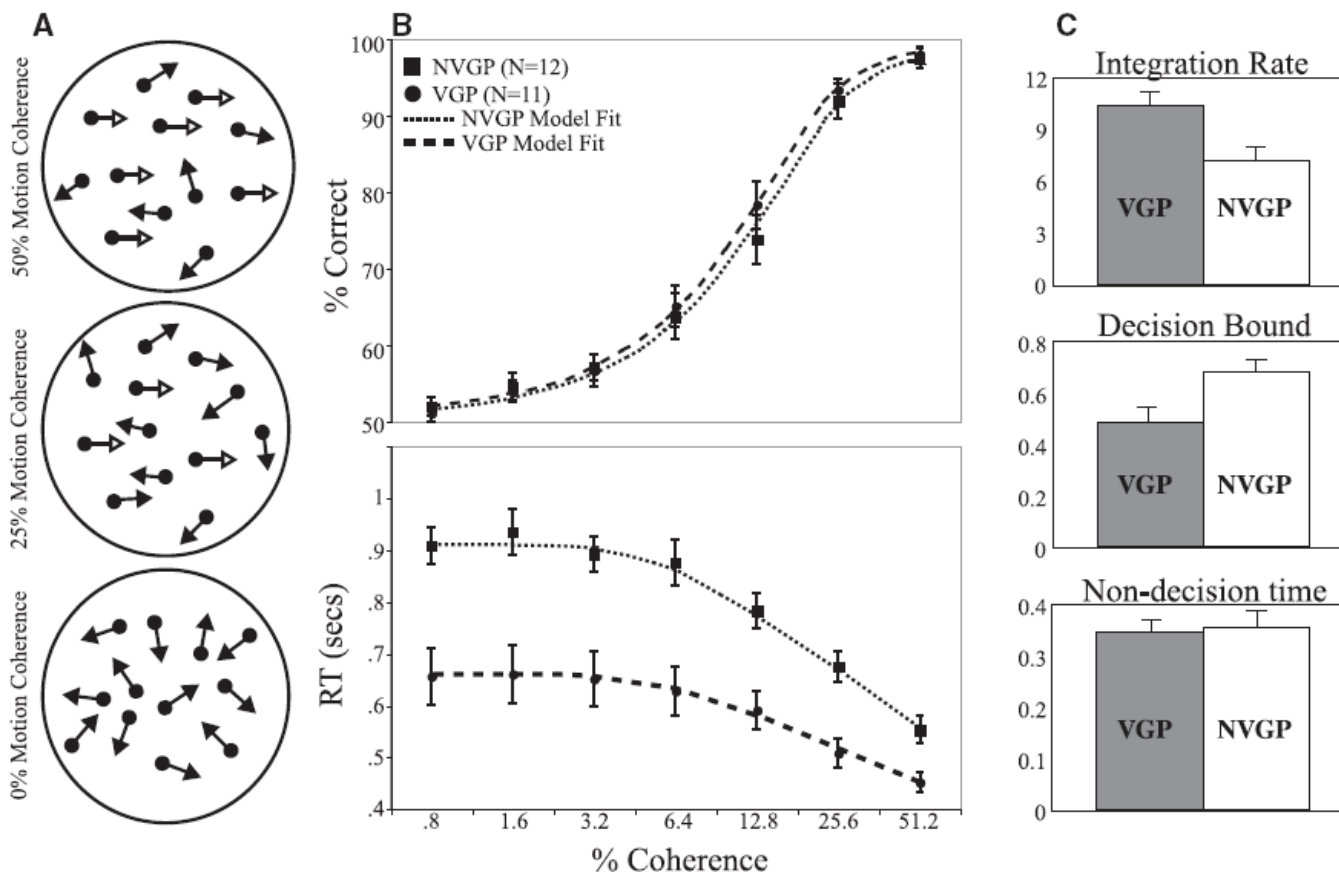 A
50% Motion Coherence
25% Motion Coherence
0% Motion Coherence
B
100
90
80
70
60
50
% Correct
NVGP (N=12)
VGP (N=11)
NVGP Model Fit
VGP Model Fit
1
.9
.8
.7
.6
.5
.4
RT (secs)
.8 1.6 3.2 6.4 12.8 25.6 51.2
% Coherence
C
Integration Rate
12
9
6
3
0
VGP NVGP
Decision Bound
0.8
0.6
0.4
0.2
0
VGP NVGP
Non-decision time
0.4
0.3
0.2
0.1
0
VGP NVGP